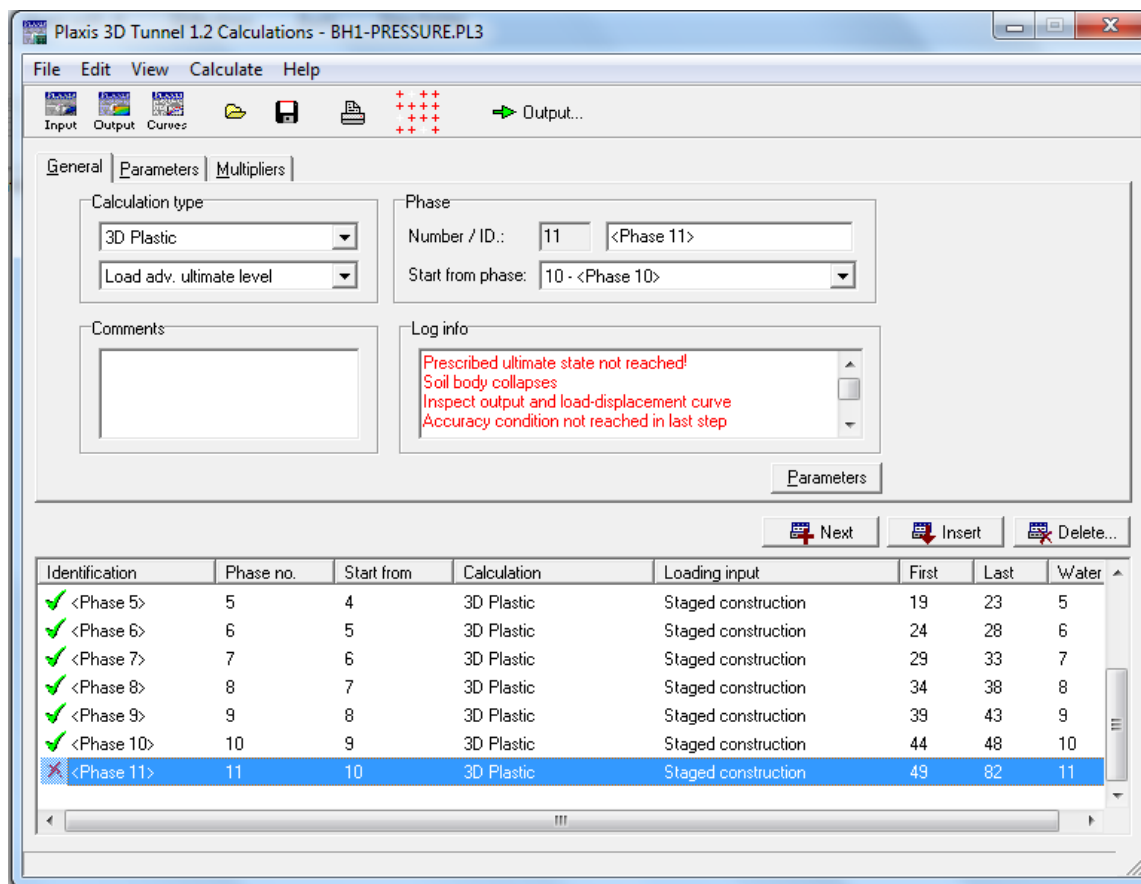 Plaxis 3D Tunnel 1.2 Calculations - BH1-PRESSURE.PL3
File Edit View Calculate Help
Input Output Curves Output...
General Parameters Multipliers
Calculation type
3D Plastic
Load adv. ultimate level
Phase
Number / ID.: 11 <Phase 11>
Start from phase: 10 - <Phase 10>
Comments
Log info
Prescribed ultimate state not reached!
Soil body collapses
Inspect output and load-displacement curve
Accuracy condition not reached in last step
Parameters
Next Insert Delete...
Identification Phase no. Start from Calculation Loading input First Last Water
<Phase 5> 5 4 3D Plastic Staged construction 19 23 5
<Phase 6> 6 5 3D Plastic Staged construction 24 28 6
<Phase 7> 7 6 3D Plastic Staged construction 29 33 7
<Phase 8> 8 7 3D Plastic Staged construction 34 38 8
<Phase 9> 9 8 3D Plastic Staged construction 39 43 9
<Phase 10> 10 9 3D Plastic Staged construction 44 48 10
<Phase 11> 11 10 3D Plastic Staged construction 49 82 11